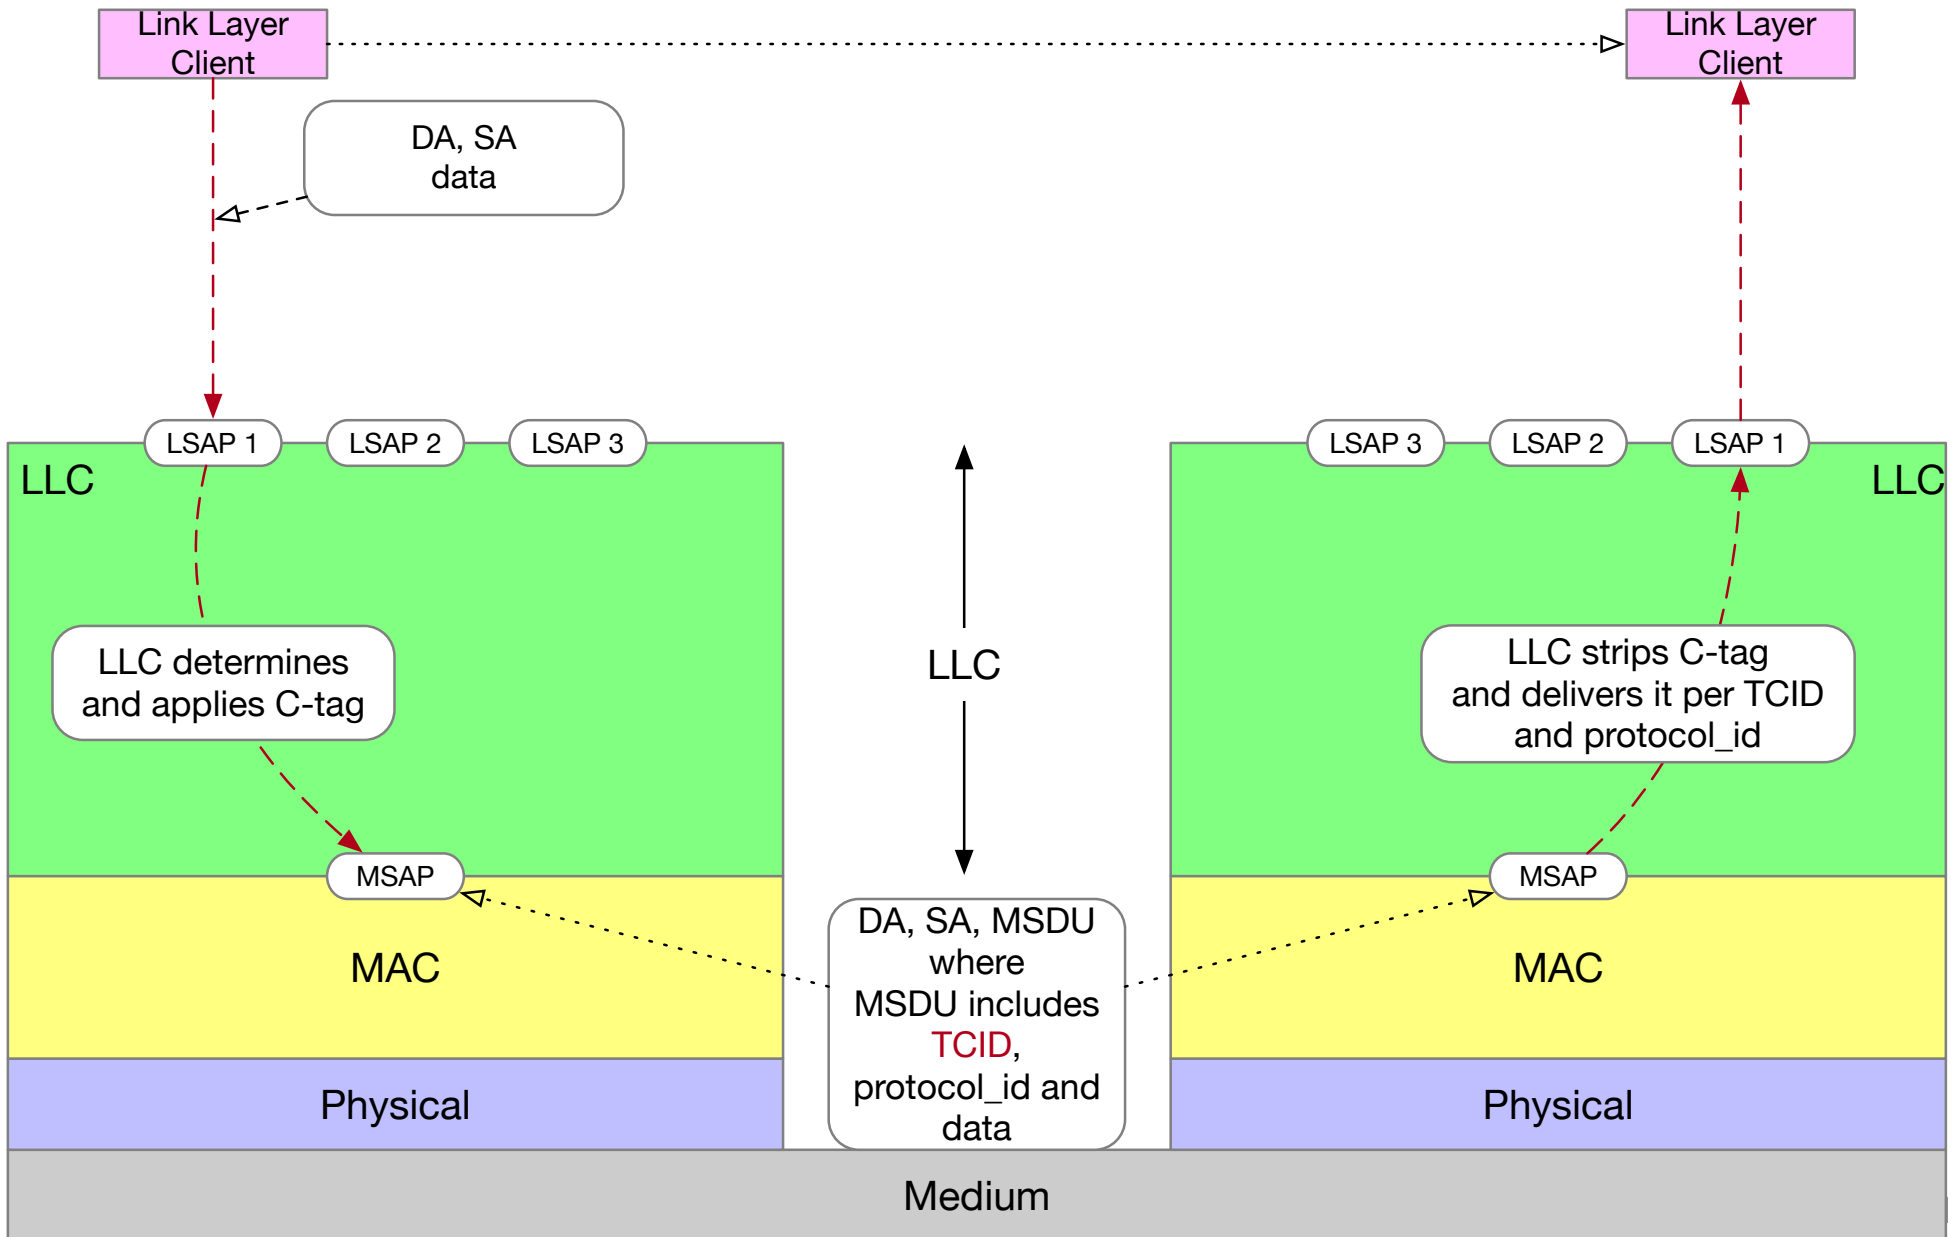 Link Layer
Client
Link Layer
Client
DA, SA
data
LSAP 1
LSAP 2
LSAP 3
LSAP 3
LSAP 2
LSAP 1
LLC
LLC
LLC determines
and applies C-tag
LLC
LLC strips C-tag
and delivers it per TCID
and protocol_id
MSAP
MSAP
DA, SA, MSDU
where
MSDU includes
TCID,
protocol_id and
data
MAC
MAC
Physical
Physical
Medium